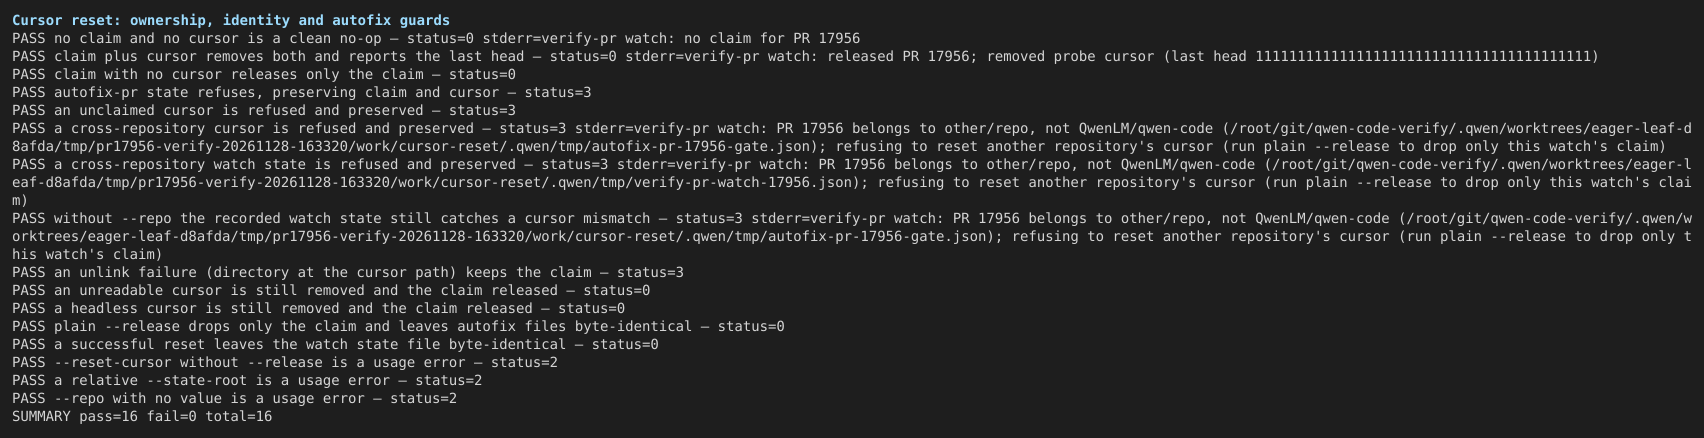 Cursor reset: ownership, identity and autofix guards
PASS no claim and no cursor is a clean no-op — status=0 stderr=verify-pr watch: no claim for PR 17956
PASS claim plus cursor removes both and reports the last head — status=0 stderr=verify-pr watch: released PR 17956; removed probe cursor (last head 1111111111111111111111111111111111111111)
PASS claim with no cursor releases only the claim — status=0
PASS autofix-pr state refuses, preserving claim and cursor — status=3
PASS an unclaimed cursor is refused and preserved — status=3
PASS a cross-repository cursor is refused and preserved — status=3 stderr=verify-pr watch: PR 17956 belongs to other/repo, not QwenLM/qwen-code (/root/git/qwen-code-verify/.qwen/worktrees/eager-leaf-d
8afda/tmp/pr17956-verify-20261128-163320/work/cursor-reset/.qwen/tmp/autofix-pr-17956-gate.json); refusing to reset another repository's cursor (run plain --release to drop only this watch's claim)
PASS a cross-repository watch state is refused and preserved — status=3 stderr=verify-pr watch: PR 17956 belongs to other/repo, not QwenLM/qwen-code (/root/git/qwen-code-verify/.qwen/worktrees/eager-l
eaf-d8afda/tmp/pr17956-verify-20261128-163320/work/cursor-reset/.qwen/tmp/verify-pr-watch-17956.json); refusing to reset another repository's cursor (run plain --release to drop only this watch's clai
m)
PASS without --repo the recorded watch state still catches a cursor mismatch — status=3 stderr=verify-pr watch: PR 17956 belongs to other/repo, not QwenLM/qwen-code (/root/git/qwen-code-verify/.qwen/w
orktrees/eager-leaf-d8afda/tmp/pr17956-verify-20261128-163320/work/cursor-reset/.qwen/tmp/autofix-pr-17956-gate.json); refusing to reset another repository's cursor (run plain --release to drop only t
his watch's claim)
PASS an unlink failure (directory at the cursor path) keeps the claim — status=3
PASS an unreadable cursor is still removed and the claim released — status=0
PASS a headless cursor is still removed and the claim released — status=0
PASS plain --release drops only the claim and leaves autofix files byte-identical — status=0
PASS a successful reset leaves the watch state file byte-identical — status=0
PASS --reset-cursor without --release is a usage error — status=2
PASS a relative --state-root is a usage error — status=2
PASS --repo with no value is a usage error — status=2
SUMMARY pass=16 fail=0 total=16